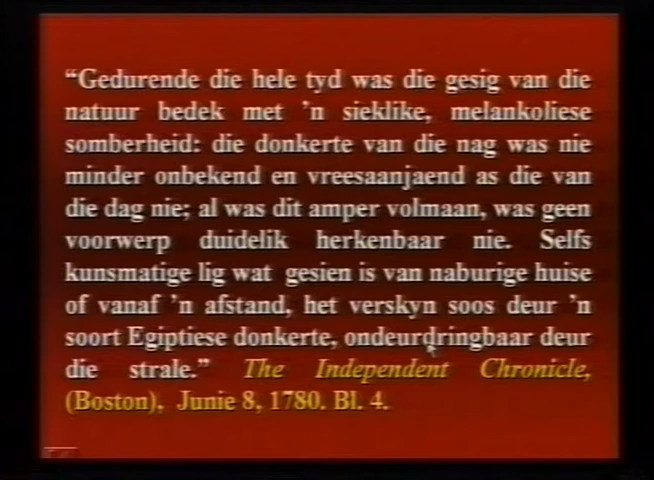 “Gedurende die hele tyd was die gesig van die
natuur bedek met ’n sieklike, melankoliese
somberheid: die donkerte van die nag was nie
minder onbekend en vreesaanjaend as die van
die dag nie; al was dit amper volmaan, was geen
voorwerp duidelik herkenbaar nie. Selfs
kunsmatige lig wat gesien is van naburige huise
of vanaf ’n afstand, het verskyn soos deur ’n
soort Egiptiese donkerte, ondeurdringbaar deur
die strale.” The Independent Chronicle,
(Boston), Junie 8, 1780. Bl. 4.